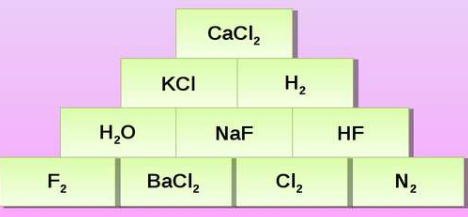 CaCl₂
KCl H₂
H₂O NaF HF
F₂ BaCl₂ Cl₂ N₂